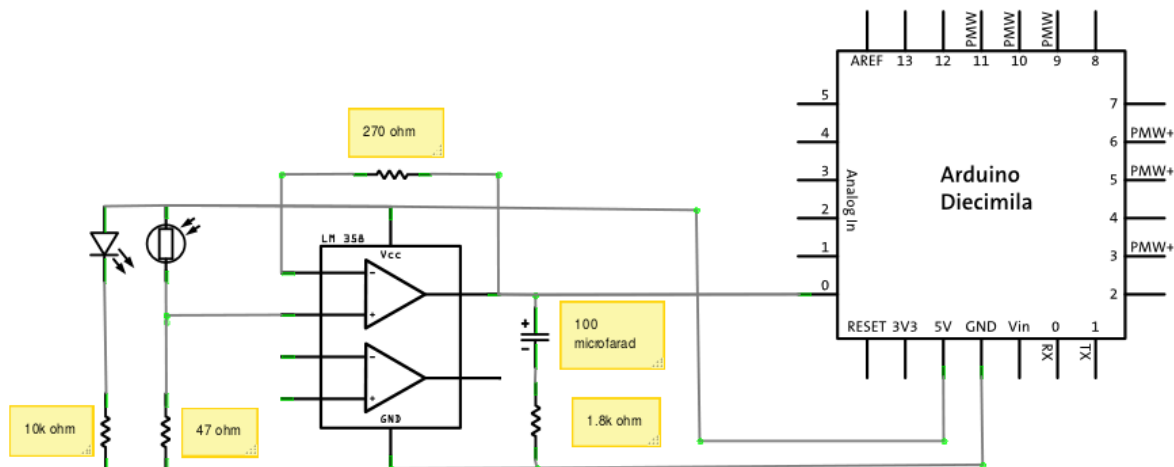 PMW
PMW
PMW
AREF
13
12
11
10
9
8
5
4
3
2
1
0
Analog In
Arduino
Diecimila
7
6
5
4
3
2
PMW+
PMW+
PMW+
RESET
3V3
5V
GND
Vin
0
1
RX
TX
270 ohm
LM 358
Vcc
-
+
-
+
GND
+
-
100
microfarad
1.8k ohm
10k ohm
47 ohm